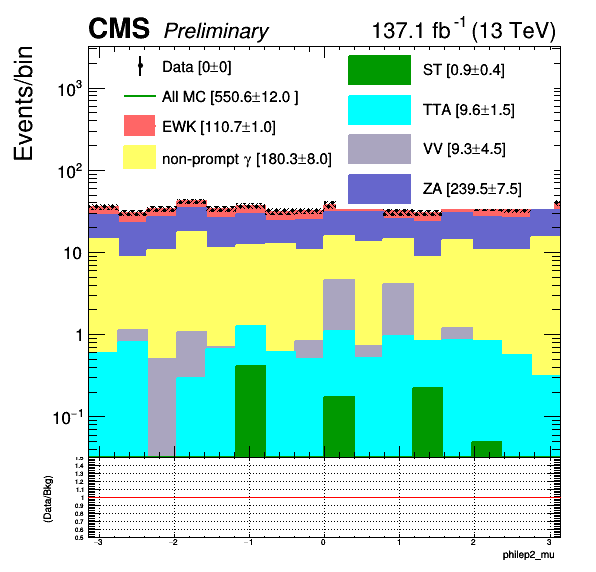 CMS Preliminary 137.1 fb⁻¹ (13 TeV)
Events/bin
Data [0±0]
All MC [550.6±12.0 ]
EWK [110.7±1.0]
non-prompt γ [180.3±8.0]
ST [0.9±0.4]
TTA [9.6±1.5]
VV [9.3±4.5]
ZA [239.5±7.5]
10³
10²
10
1
10⁻¹
(Data/Bkg)
1.5
1.4
1.3
1.2
1.1
1
0.9
0.8
0.7
0.6
0.5
−3 −2 −1 0 1 2 3
philep2_mu